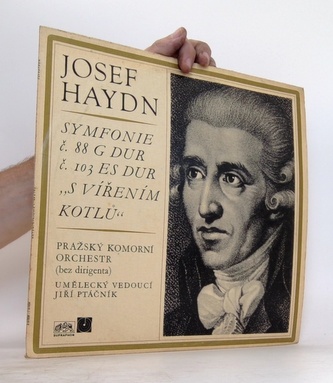 JOSEF
HAYDN
SYMFONIE
č. 88 G DUR
č. 103 ES DUR
„S VÍŘENÍM
KOTLŮ“
PRAŽSKÝ KOMORNÍ
ORCHESTR
(bez dirigenta)
UMĚLECKÝ VEDOUCÍ
JIŘÍ PTÁČNÍK
SUPRAPHON